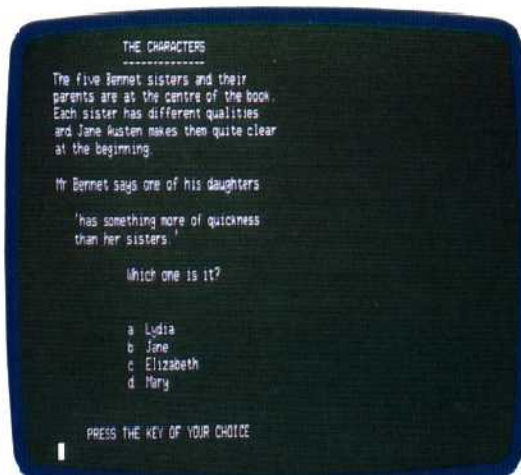 THE CHARACTERS
--------------
The five Bennet sisters and their
parents are at the centre of the book.
Each sister has different qualities
and Jane Austen makes them quite clear
at the beginning.
Mr Bennet says one of his daughters
'has something more of quickness
than her sisters.'
Which one is it?
a Lydia
b Jane
c Elizabeth
d Mary
PRESS THE KEY OF YOUR CHOICE